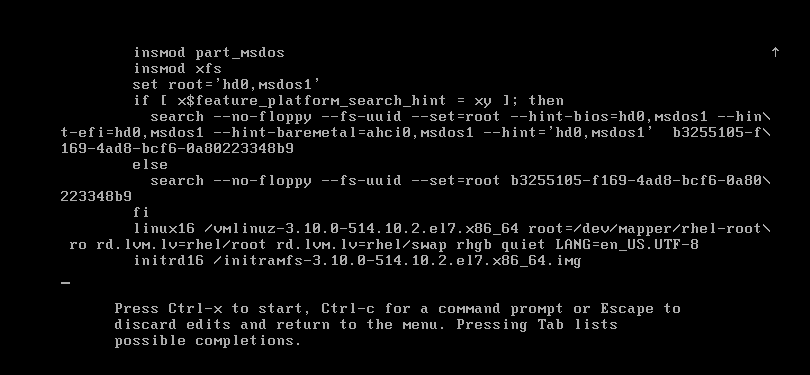 insmod part_msdos
insmod xfs
set root='hd0,msdos1'
if [ x$feature_platform_search_hint = xy ]; then
search --no-floppy --fs-uuid --set=root --hint-bios=hd0,msdos1 --hin\
t-efi=hd0,msdos1 --hint-baremetal=ahci0,msdos1 --hint='hd0,msdos1'  b3255105-f\
169-4ad8-bcf6-0a80223348b9
else
search --no-floppy --fs-uuid --set=root b3255105-f169-4ad8-bcf6-0a80\
223348b9
fi
linux16 /vmlinuz-3.10.0-514.10.2.el7.x86_64 root=/dev/mapper/rhel-root\
ro rd.lvm.lv=rhel/root rd.lvm.lv=rhel/swap rhgb quiet LANG=en_US.UTF-8
initrd16 /initramfs-3.10.0-514.10.2.el7.x86_64.img
Press Ctrl-x to start, Ctrl-c for a command prompt or Escape to
discard edits and return to the menu. Pressing Tab lists
possible completions.